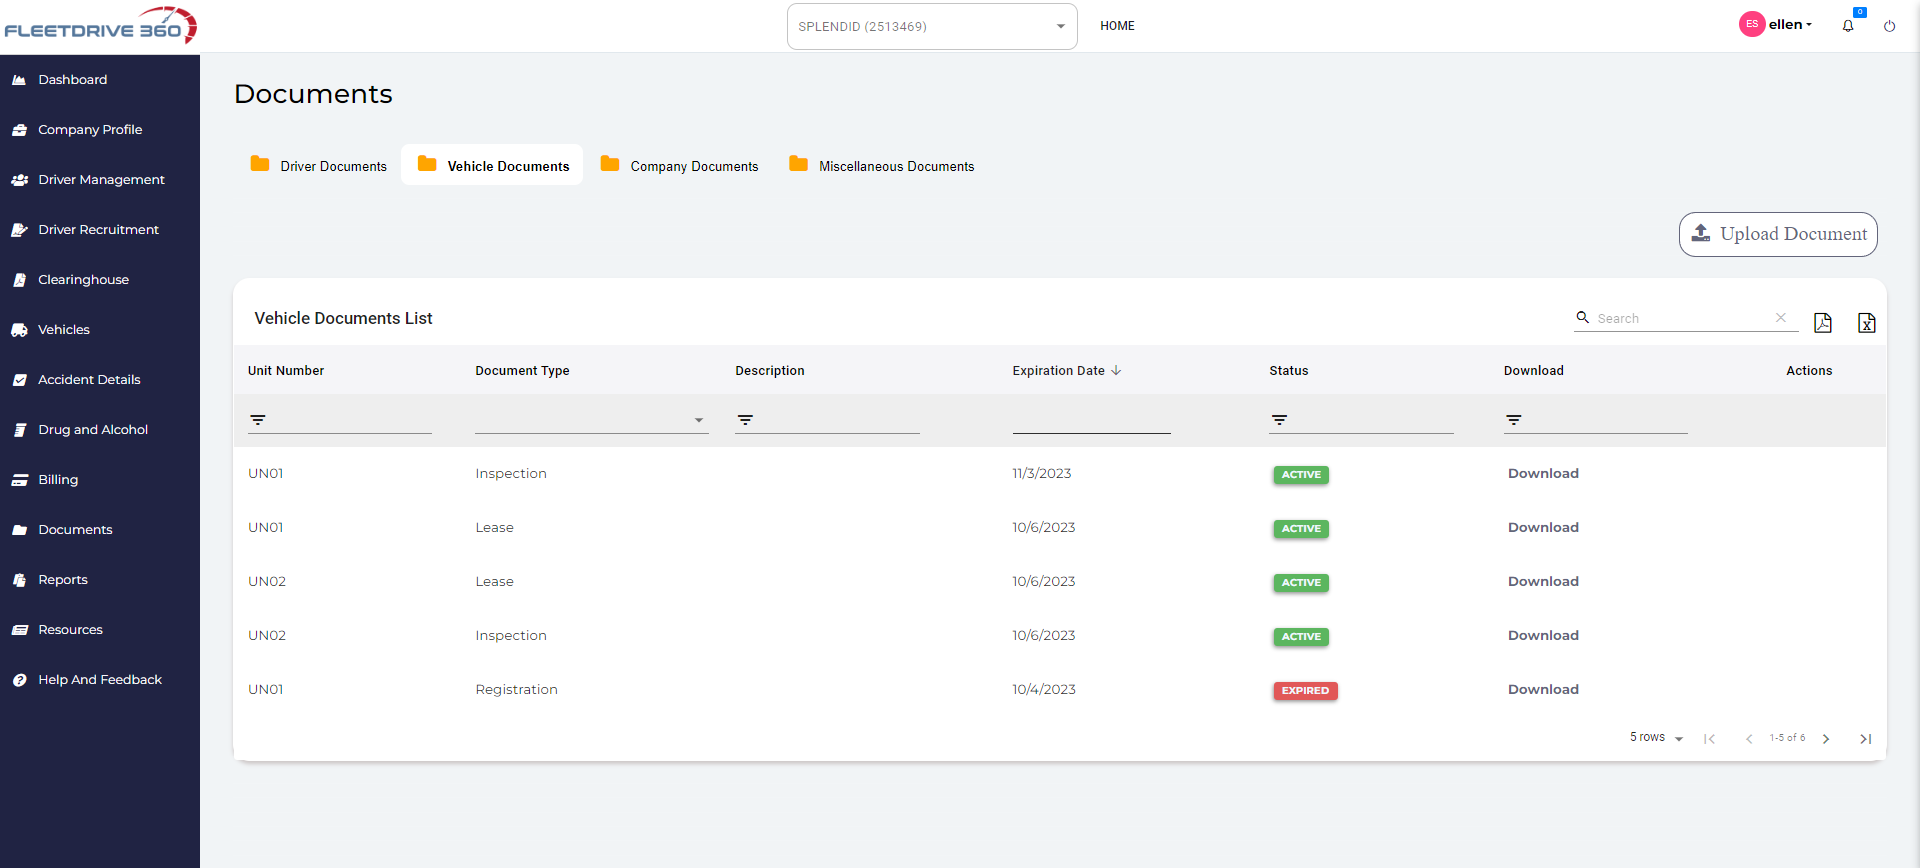 FLEETDRIVE 360
SPLENDID (2513469)
HOME
ES ellen
0
Dashboard
Company Profile
Driver Management
Driver Recruitment
Clearinghouse
Vehicles
Accident Details
Drug and Alcohol
Billing
Documents
Reports
Resources
Help And Feedback
Documents
Driver Documents Vehicle Documents Company Documents Miscellaneous Documents
Upload Document
Vehicle Documents List
Search
Unit Number Document Type Description Expiration Date Status Download Actions
UN01 Inspection 11/3/2023 ACTIVE Download
UN01 Lease 10/6/2023 ACTIVE Download
UN02 Lease 10/6/2023 ACTIVE Download
UN02 Inspection 10/6/2023 ACTIVE Download
UN01 Registration 10/4/2023 EXPIRED Download
5 rows 1-5 of 6